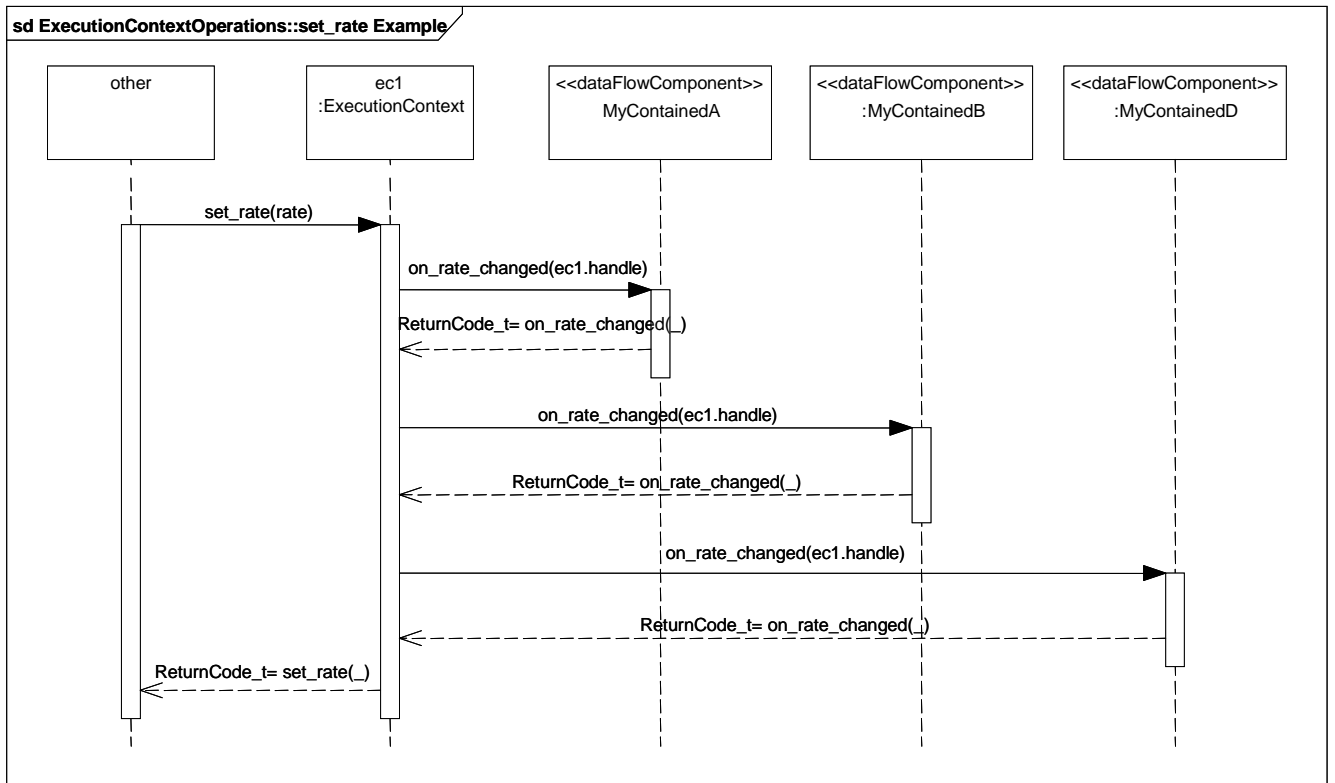 sd ExecutionContextOperations::set_rate Example
other
ec1
:ExecutionContext
<<dataFlowComponent>>
MyContainedA
<<dataFlowComponent>>
:MyContainedB
<<dataFlowComponent>>
:MyContainedD
set_rate(rate)
on_rate_changed(ec1.handle)
ReturnCode_t= on_rate_changed(_)
on_rate_changed(ec1.handle)
ReturnCode_t= on_rate_changed(_)
on_rate_changed(ec1.handle)
ReturnCode_t= on_rate_changed(_)
ReturnCode_t= set_rate(_)